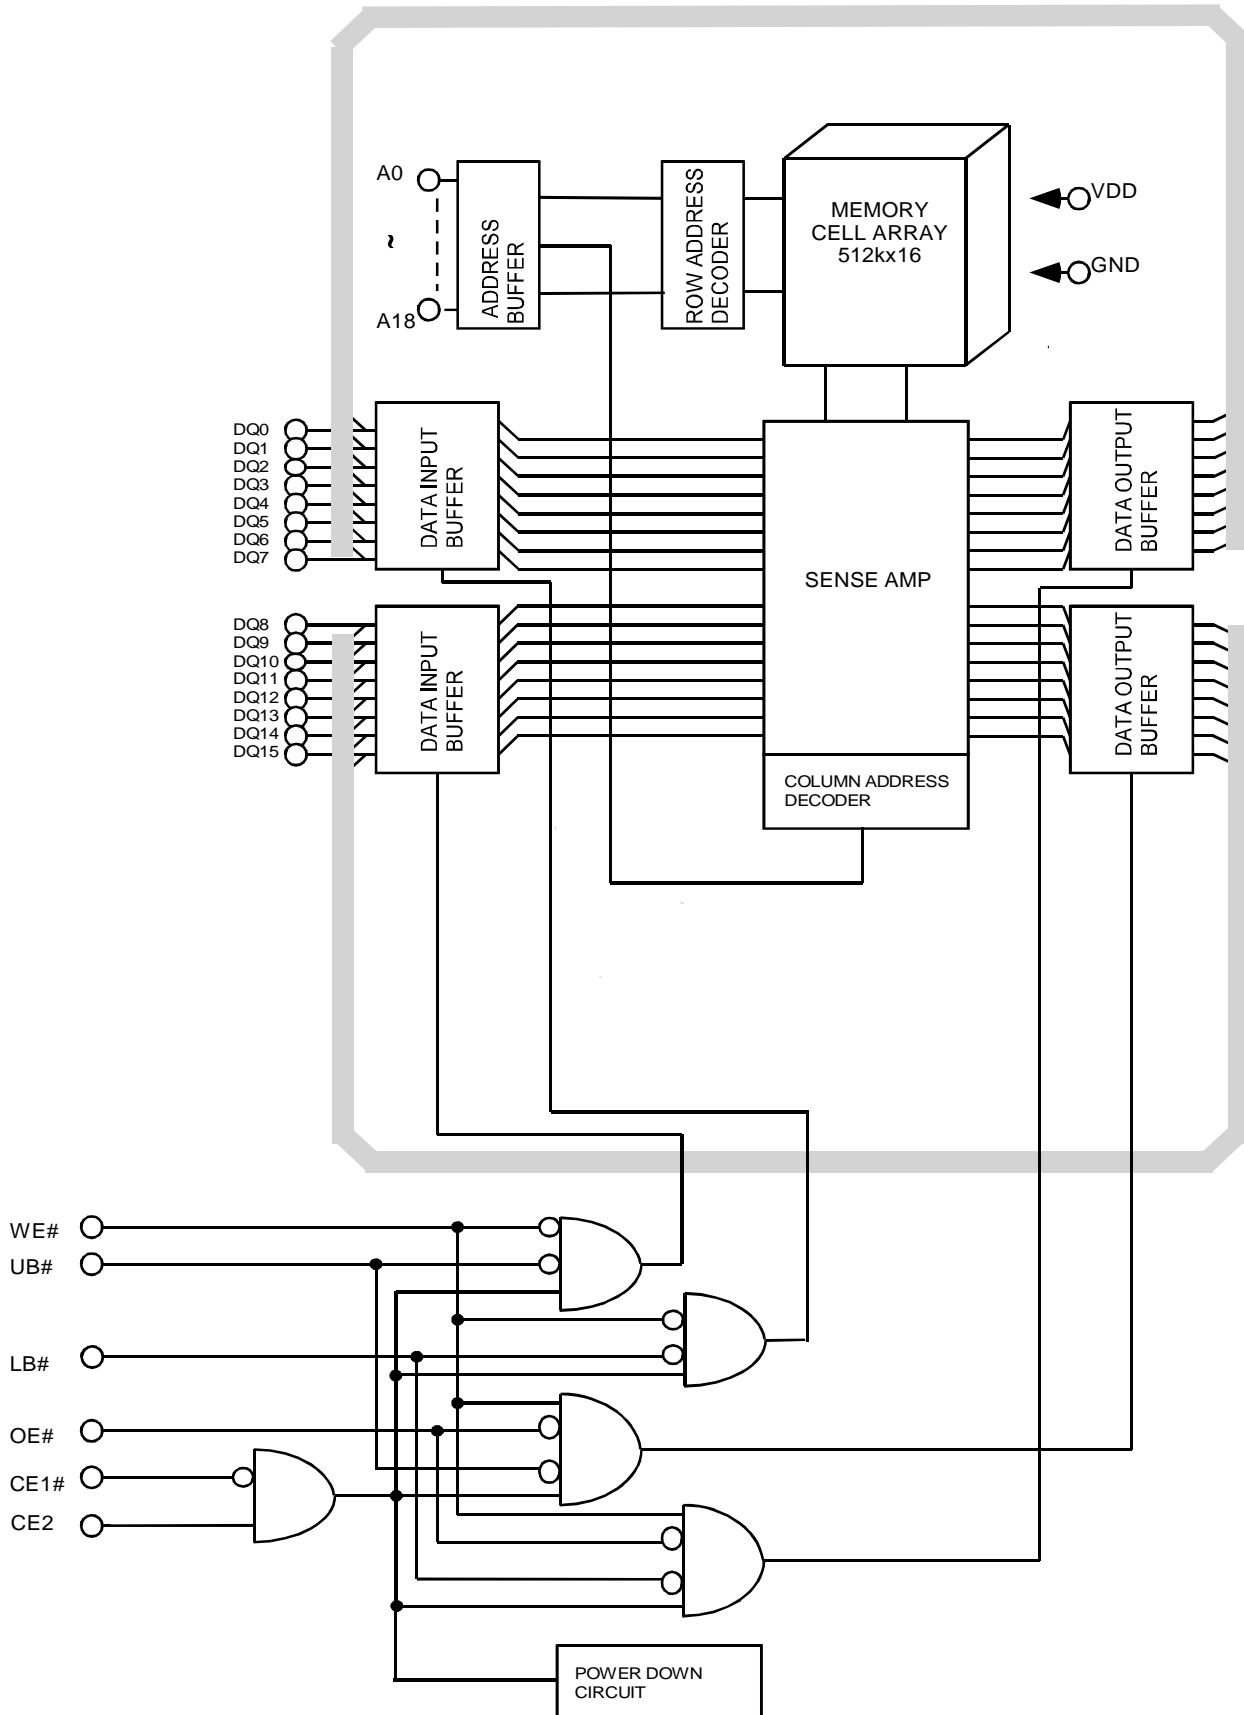 A0
~
A18
ADDRESS
BUFFER
ROW ADDRESS
DECODER
MEMORY
CELL ARRAY
512kx16
VDD
GND
DQ0
DQ1
DQ2
DQ3
DQ4
DQ5
DQ6
DQ7
DATA INPUT
BUFFER
SENSE AMP
DATA OUTPUT
BUFFER
DQ8
DQ9
DQ10
DQ11
DQ12
DQ13
DQ14
DQ15
DATA INPUT
BUFFER
DATA OUTPUT
BUFFER
COLUMN ADDRESS
DECODER
WE#
UB#
LB#
OE#
CE1#
CE2
POWER DOWN
CIRCUIT